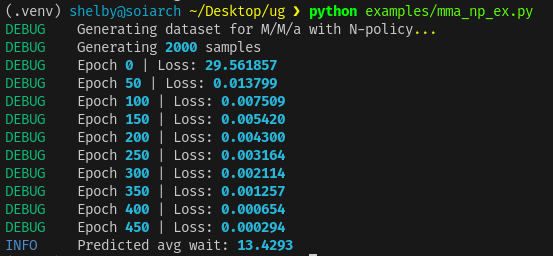 (.venv) shelby@soiarch ~/Desktop/ug ❯ python examples/mma_np_ex.py
DEBUG Generating dataset for M/M/a with N-policy...
DEBUG Generating 2000 samples
DEBUG Epoch 0 | Loss: 29.561857
DEBUG Epoch 50 | Loss: 0.013799
DEBUG Epoch 100 | Loss: 0.007509
DEBUG Epoch 150 | Loss: 0.005420
DEBUG Epoch 200 | Loss: 0.004300
DEBUG Epoch 250 | Loss: 0.003164
DEBUG Epoch 300 | Loss: 0.002114
DEBUG Epoch 350 | Loss: 0.001257
DEBUG Epoch 400 | Loss: 0.000654
DEBUG Epoch 450 | Loss: 0.000294
INFO Predicted avg wait: 13.4293